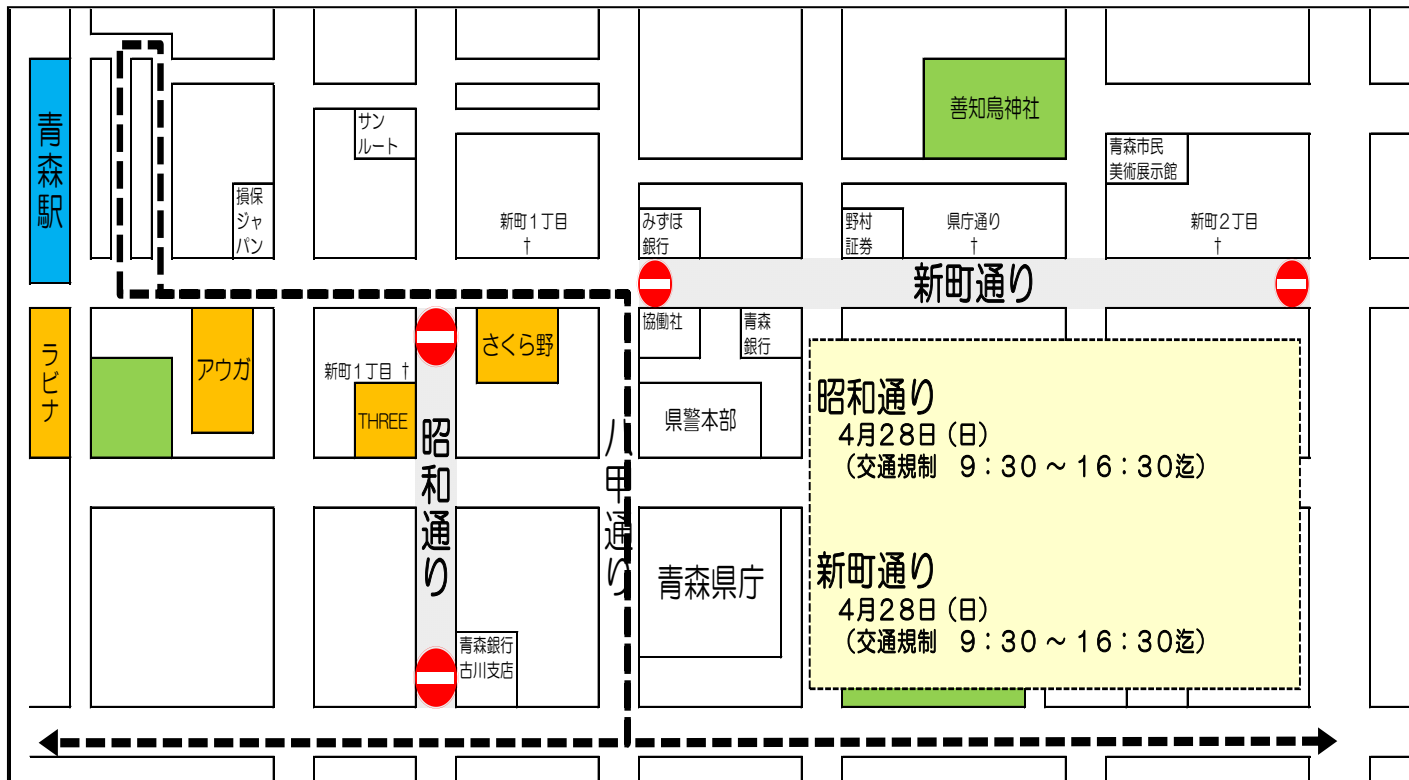 青森駅
サン
ルート
損保
ジャ
パン
新町1丁目
†
みずほ
銀行
善知鳥神社
野村
証券
県庁通り
†
青森市民
美術展示館
新町2丁目
†
新町通り
ラビナ
アウガ
新町1丁目 †
THREE
昭和通り
さくら野
八甲通り
協働社
青森
銀行
県警本部
青森県庁
青森銀行
古川支店
昭和通り
4月28日(日)
(交通規制 9:30~16:30迄)
新町通り
4月28日(日)
(交通規制 9:30~16:30迄)